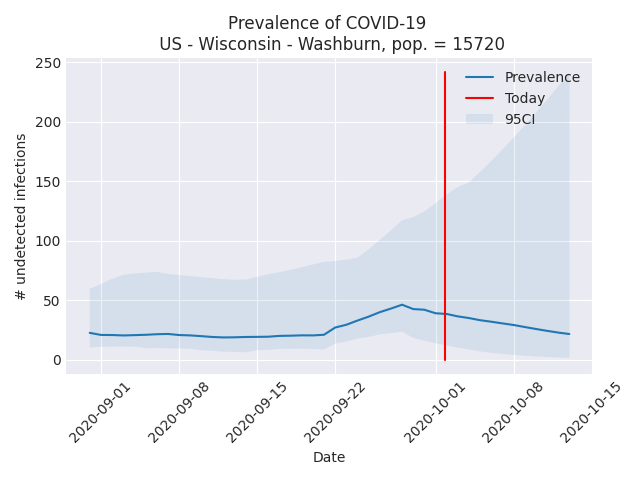 Prevalence of COVID-19
US - Wisconsin - Washburn, pop. = 15720
250
200
150
100
50
0
# undetected infections
Prevalence
Today
95CI
2020-09-01
2020-09-08
2020-09-15
2020-09-22
2020-10-01
2020-10-08
2020-10-15
Date